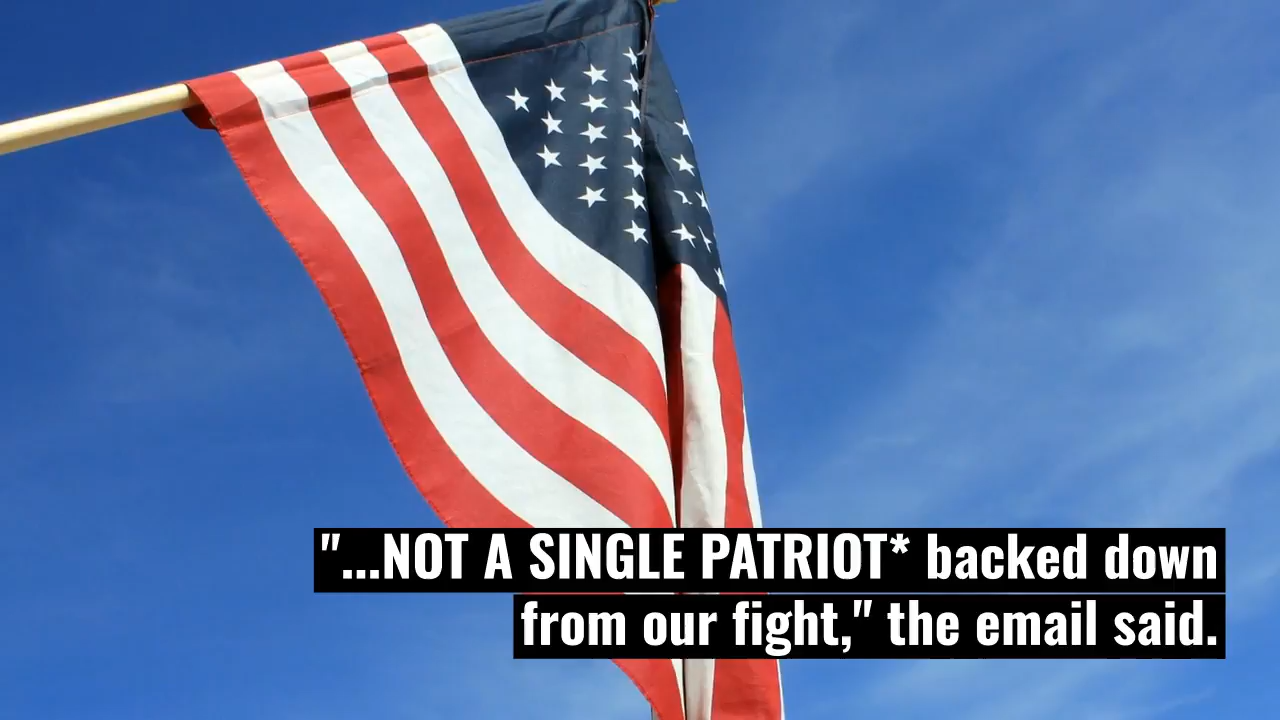 "...NOT A SINGLE PATRIOT* backed down
from our fight," the email said.